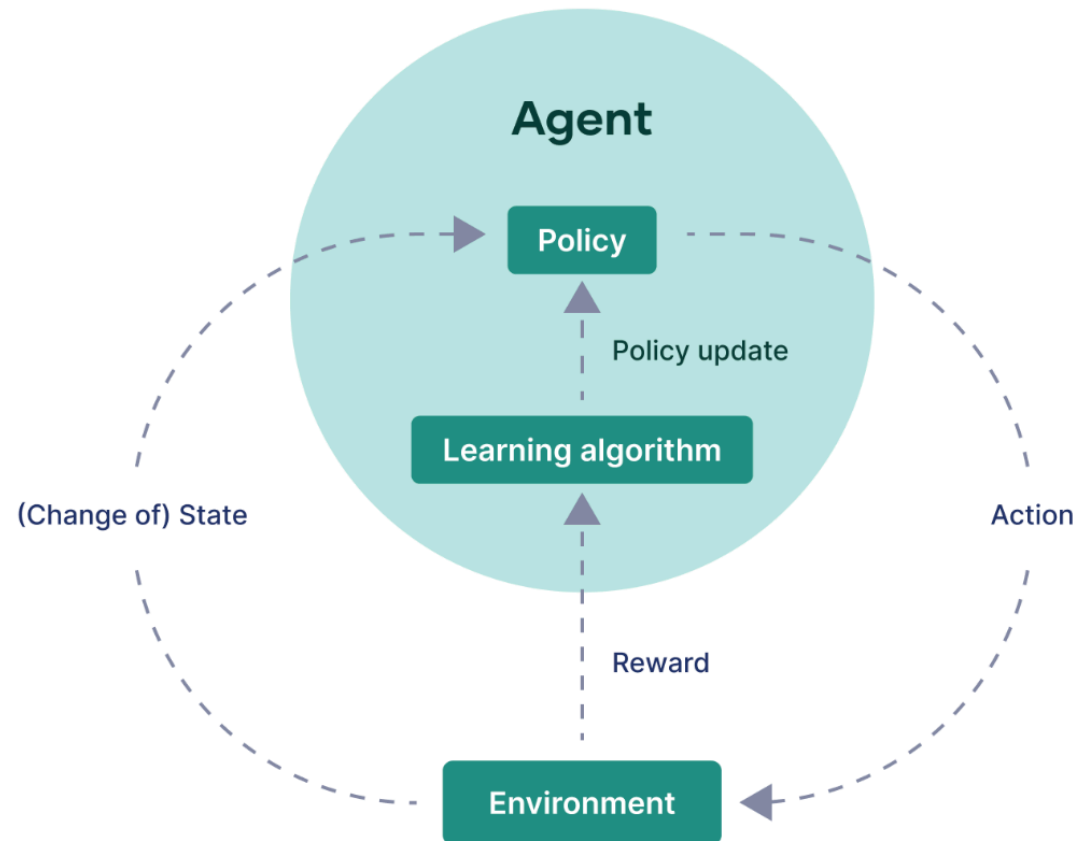 Agent
Policy
Policy update
Learning algorithm
(Change of) State
Action
Reward
Environment